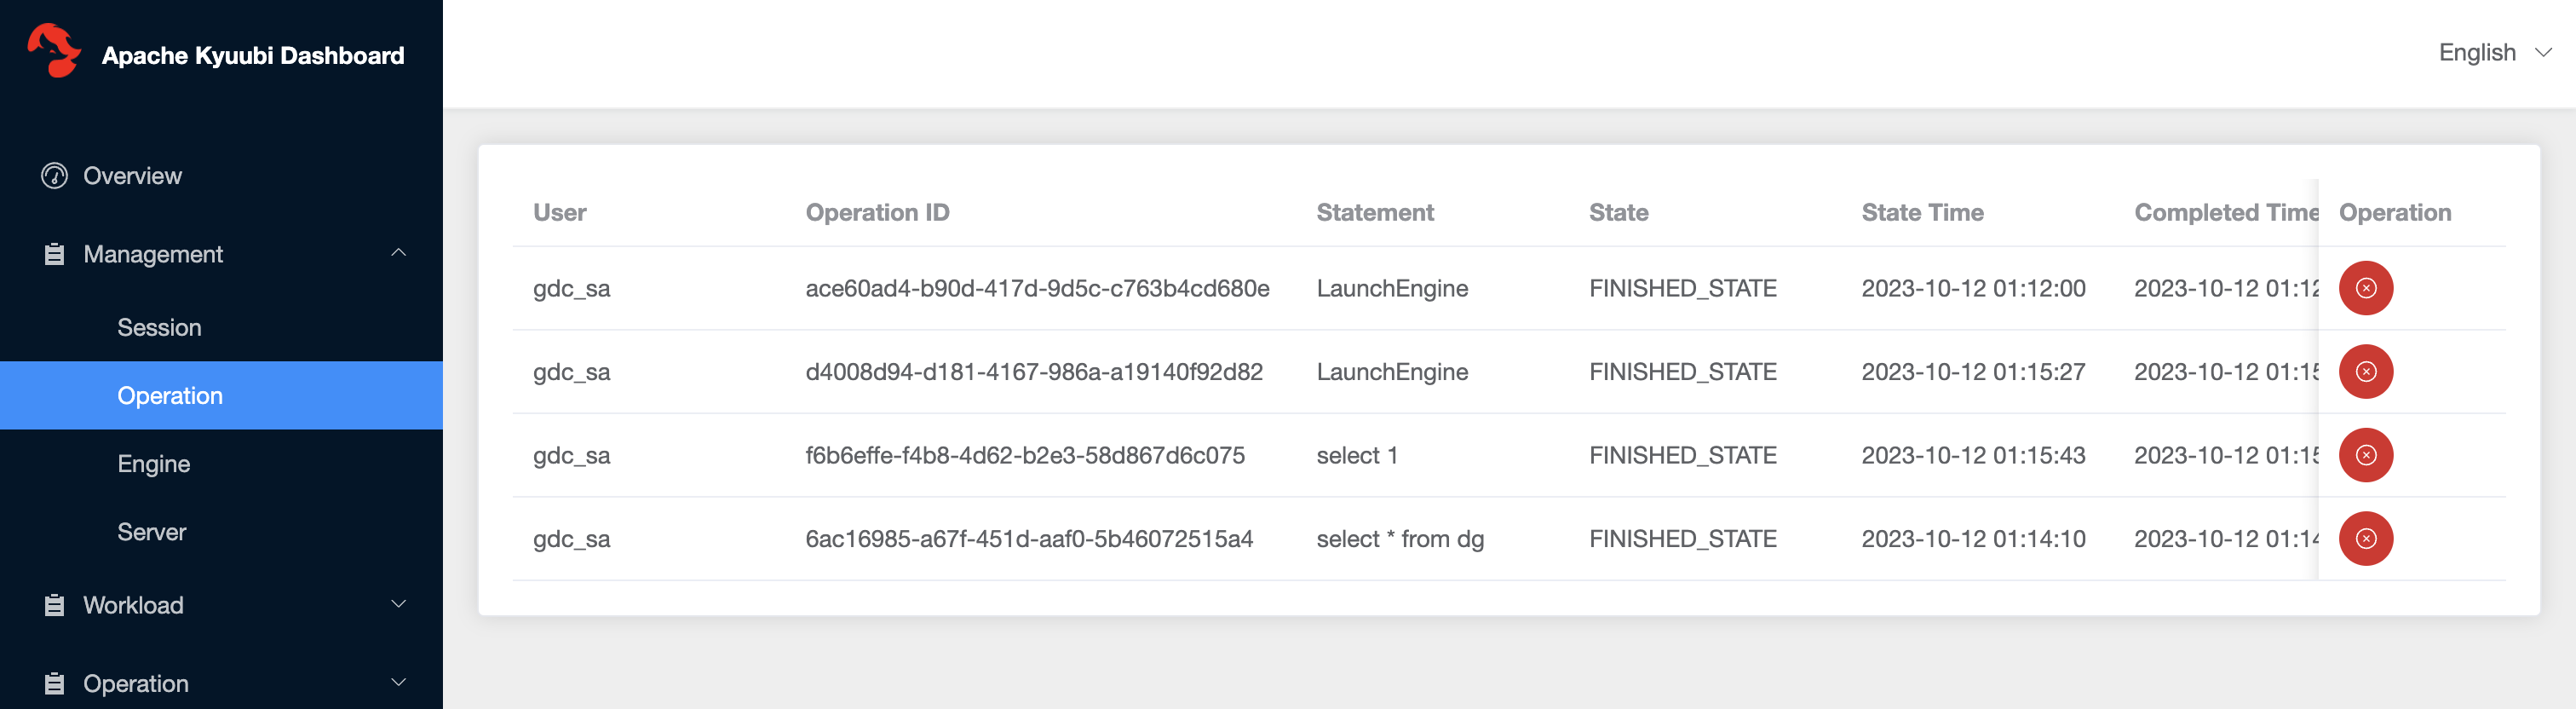 Apache Kyuubi Dashboard
English
Overview
Management
Session
Operation
Engine
Server
Workload
Operation
User Operation ID Statement State State Time Completed Time Operation
gdc_sa ace60ad4-b90d-417d-9d5c-c763b4cd680e LaunchEngine FINISHED_STATE 2023-10-12 01:12:00 2023-10-12 01:12
gdc_sa d4008d94-d181-4167-986a-a19140f92d82 LaunchEngine FINISHED_STATE 2023-10-12 01:15:27 2023-10-12 01:15
gdc_sa f6b6effe-f4b8-4d62-b2e3-58d867d6c075 select 1 FINISHED_STATE 2023-10-12 01:15:43 2023-10-12 01:15
gdc_sa 6ac16985-a67f-451d-aaf0-5b46072515a4 select * from dg FINISHED_STATE 2023-10-12 01:14:10 2023-10-12 01:14